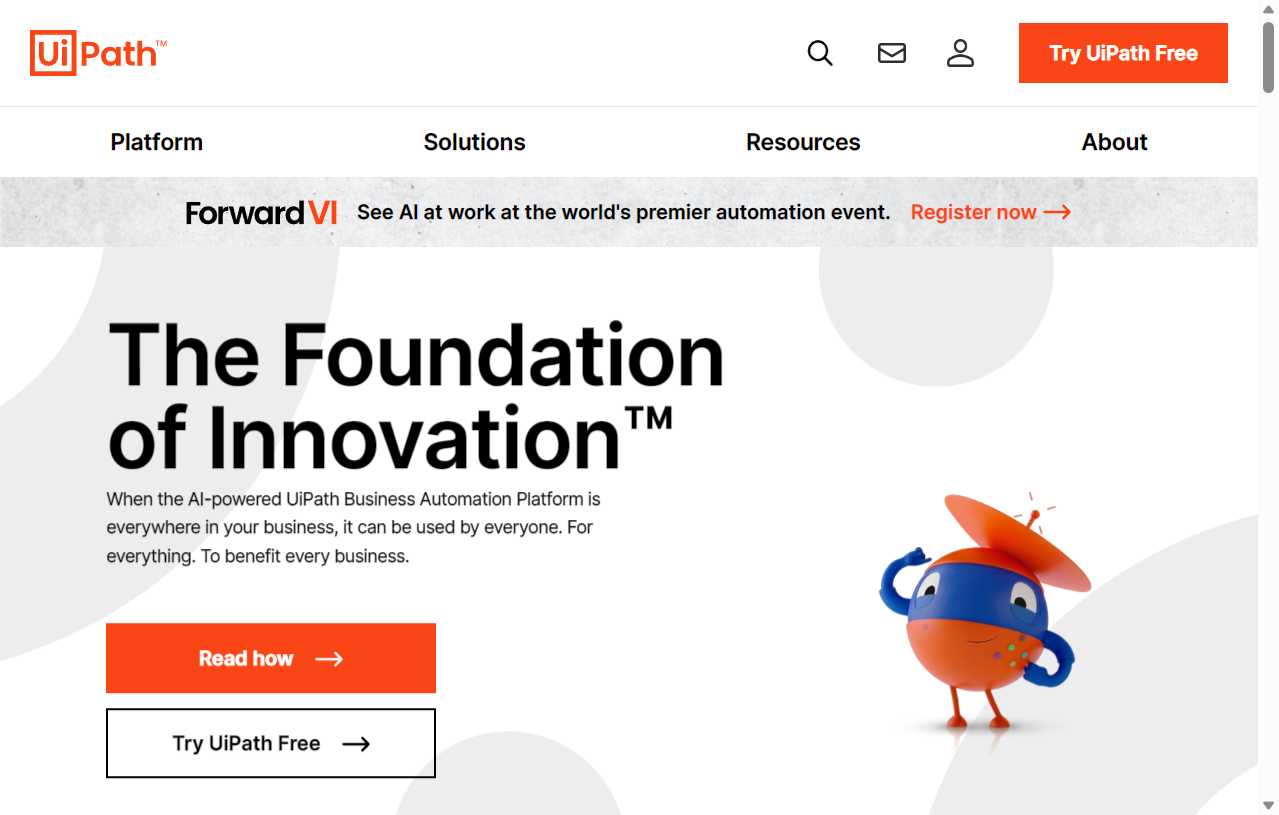 UiPath™
Try UiPath Free
Platform
Solutions
Resources
About
Forward VI See AI at work at the world's premier automation event. Register now
The Foundation
of Innovation™
When the AI-powered UiPath Business Automation Platform is
everywhere in your business, it can be used by everyone. For
everything. To benefit every business.
Read how
Try UiPath Free